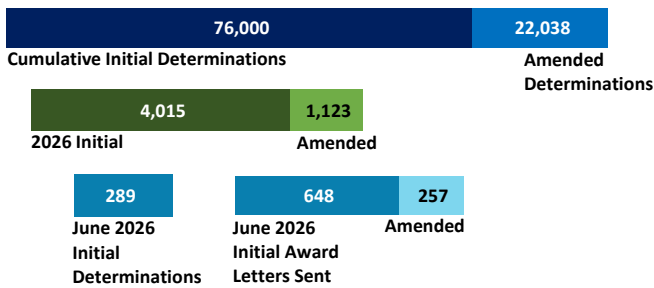 76,000 22,038
Cumulative Initial Determinations Amended
Determinations
4,015 1,123
2026 Initial Amended
289 648 257
June 2026 June 2026 Amended
Initial Initial Award
Determinations Letters Sent